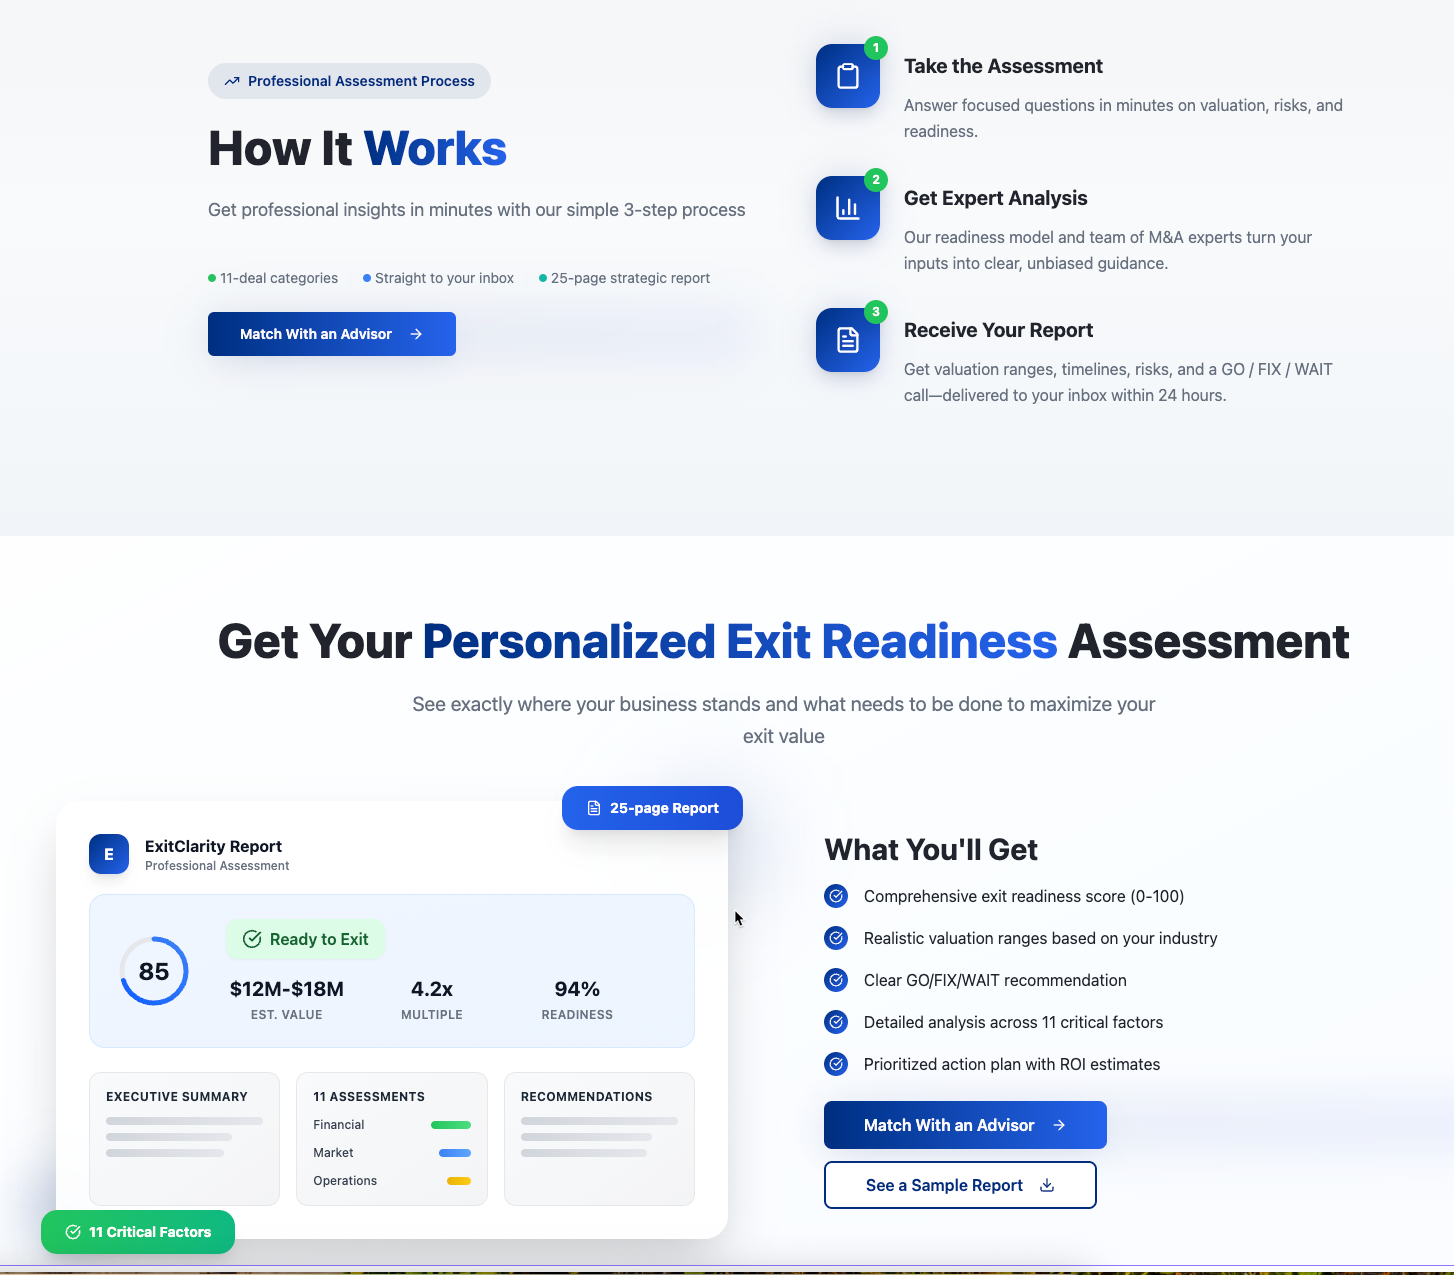 Professional Assessment Process
How It Works
Get professional insights in minutes with our simple 3-step process
11-deal categories
Straight to your inbox
25-page strategic report
Match With an Advisor
1
Take the Assessment
Answer focused questions in minutes on valuation, risks, and
readiness.
2
Get Expert Analysis
Our readiness model and team of M&A experts turn your
inputs into clear, unbiased guidance.
3
Receive Your Report
Get valuation ranges, timelines, risks, and a GO / FIX / WAIT
call—delivered to your inbox within 24 hours.
Get Your Personalized Exit Readiness Assessment
See exactly where your business stands and what needs to be done to maximize your
exit value
25-page Report
E
ExitClarity Report
Professional Assessment
85
Ready to Exit
$12M-$18M
EST. VALUE
4.2x
MULTIPLE
94%
READINESS
EXECUTIVE SUMMARY
11 ASSESSMENTS
Financial
Market
Operations
RECOMMENDATIONS
11 Critical Factors
What You'll Get
Comprehensive exit readiness score (0-100)
Realistic valuation ranges based on your industry
Clear GO/FIX/WAIT recommendation
Detailed analysis across 11 critical factors
Prioritized action plan with ROI estimates
Match With an Advisor
See a Sample Report